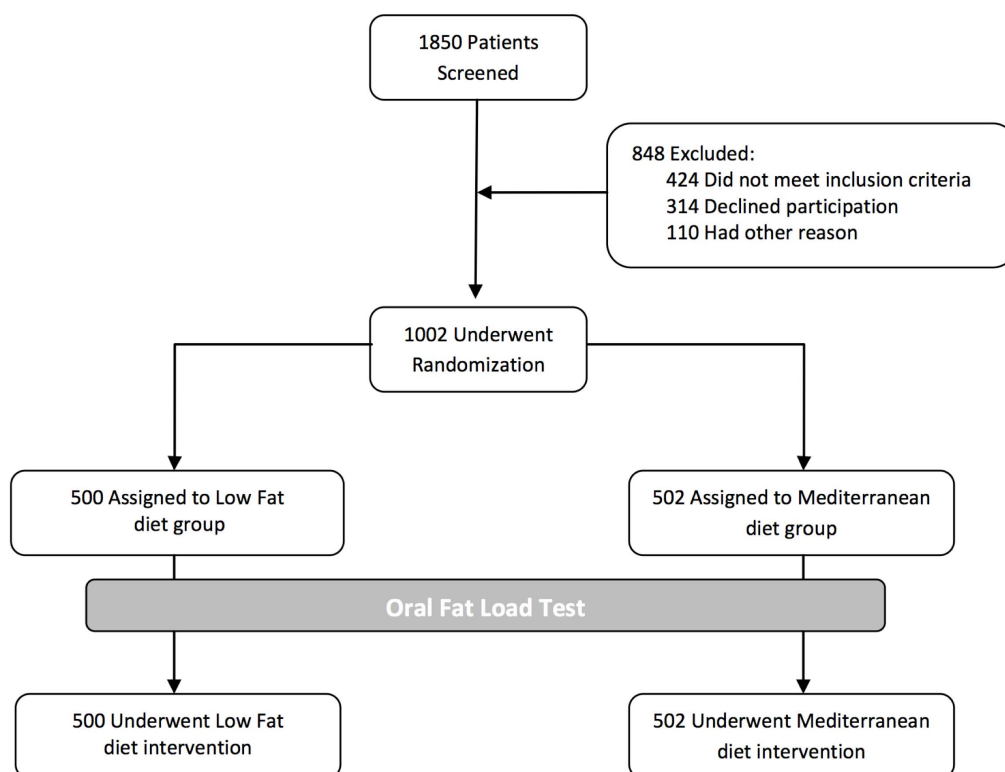 1850 Patients
Screened
848 Excluded:
424 Did not meet inclusion criteria
314 Declined participation
110 Had other reason
1002 Underwent
Randomization
500 Assigned to Low Fat
diet group
502 Assigned to Mediterranean
diet group
Oral Fat Load Test
500 Underwent Low Fat
diet intervention
502 Underwent Mediterranean
diet intervention